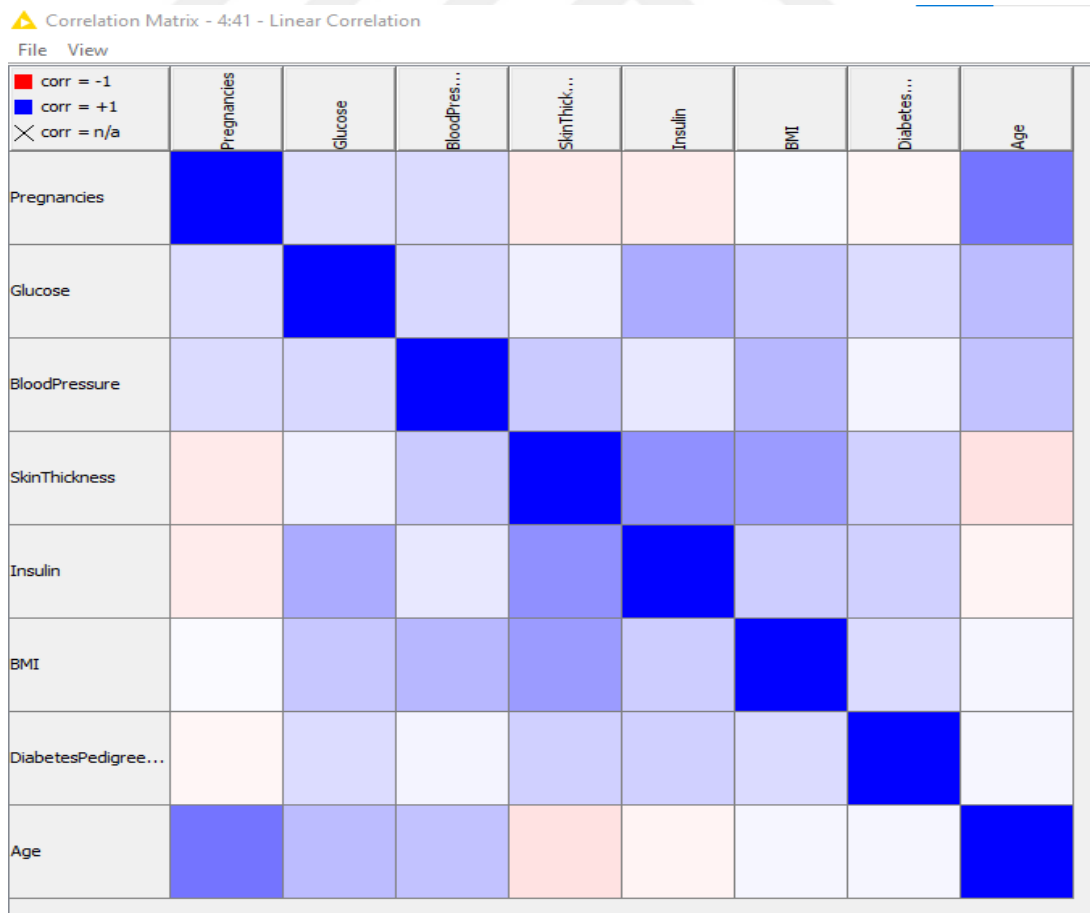 Correlation Matrix - 4:41 - Linear Correlation
File View
corr = -1
corr = +1
corr = n/a
Pregnancies
Glucose
BloodPres...
SkinThick...
Insulin
BMI
Diabetes...
Age
Pregnancies
Glucose
BloodPressure
SkinThickness
Insulin
BMI
DiabetesPedigree...
Age